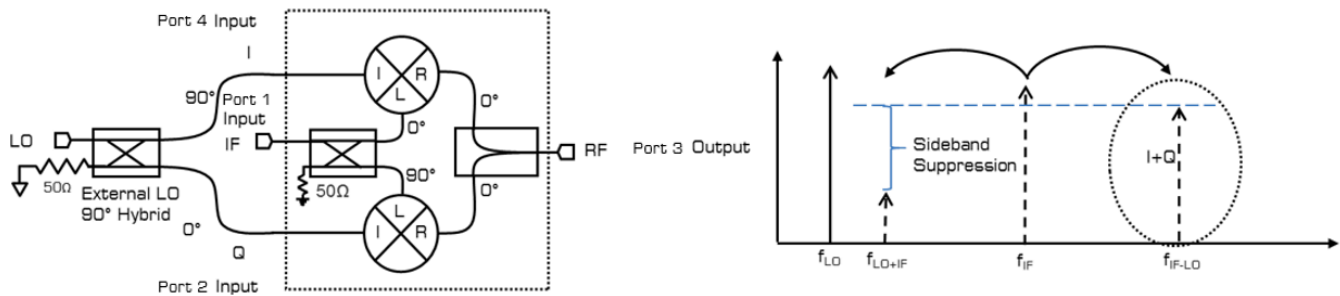 Port 4 Input
I
90°
Port 1
Input
LO
IF
50Ω
External LO
90° Hybrid
0°
Q
Port 2 Input
50Ω
I R
L
0°
90°
L
I R
0°
0°
RF
Port 3 Output
Sideband
Suppression
I+Q
fLO
fLO+IF
fIF
fIF-LO